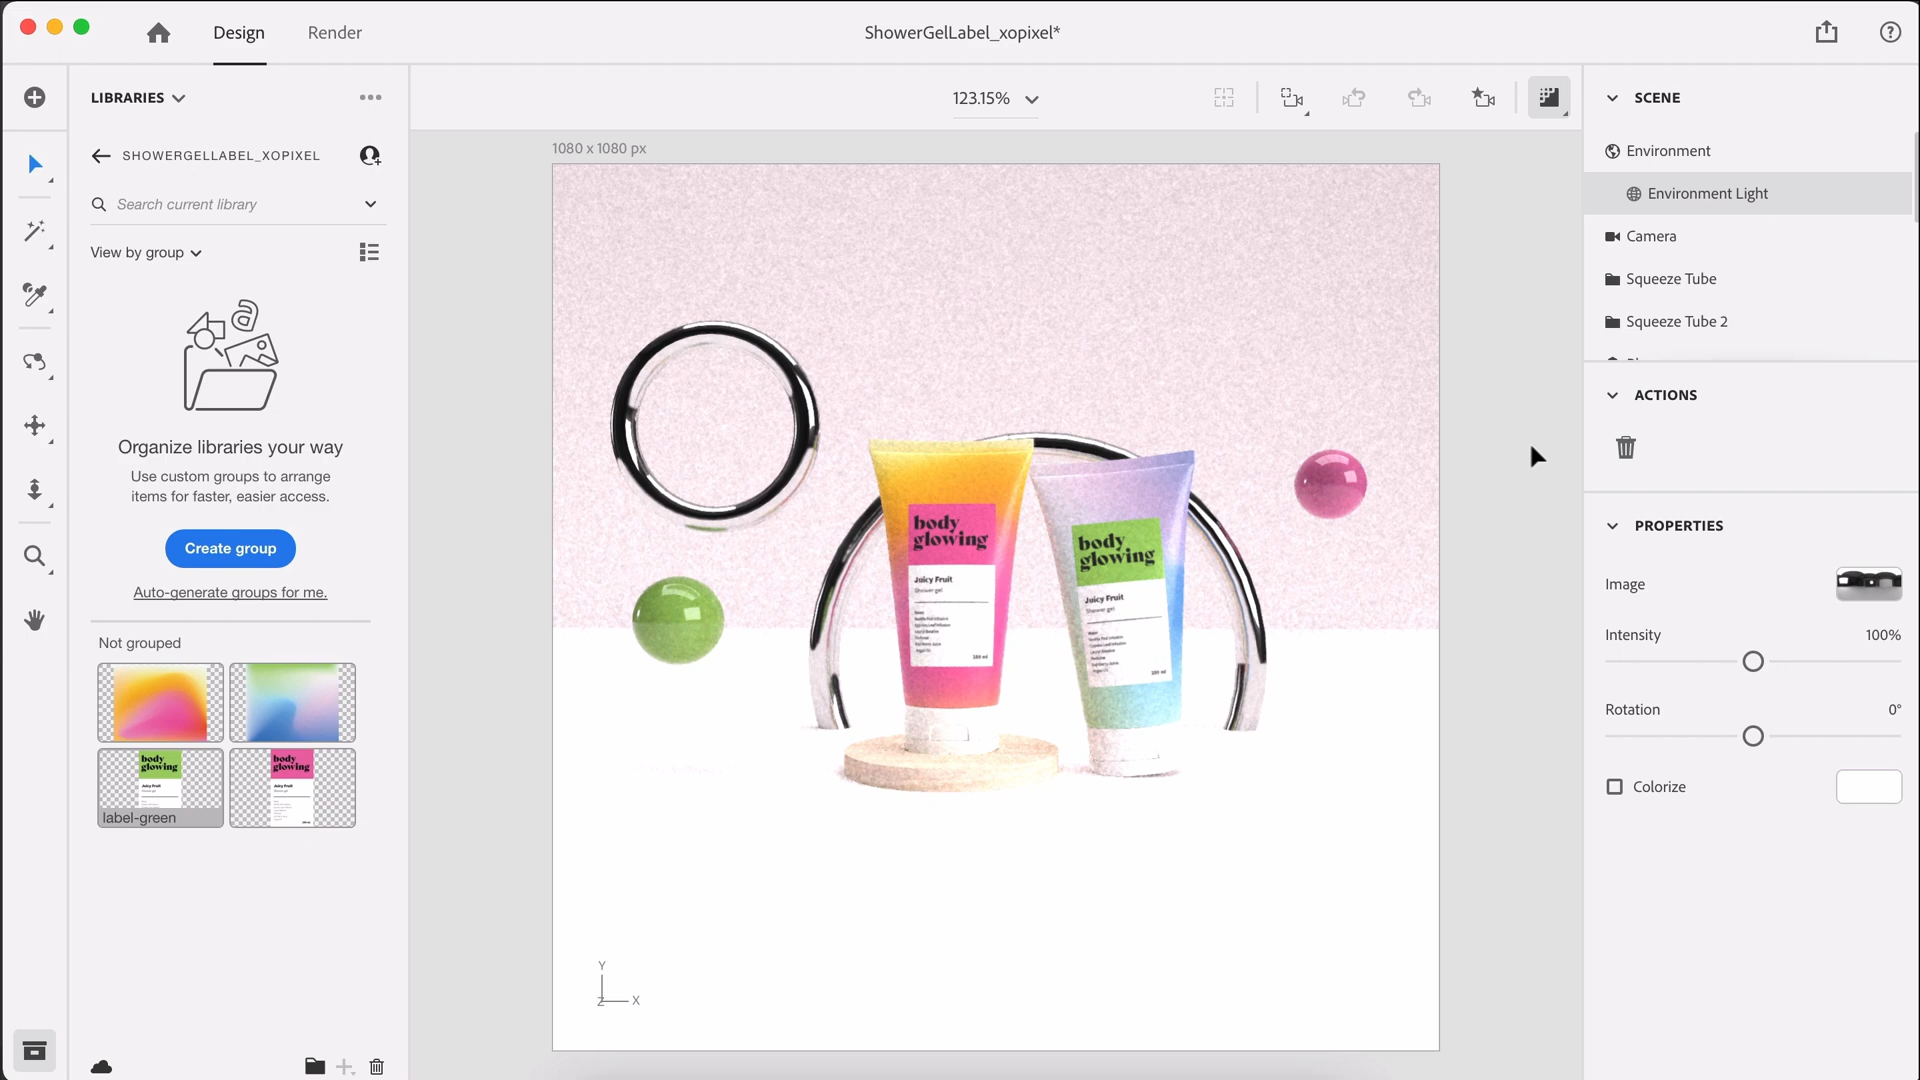 Design
Render
ShowerGelLabel_xopixel*
LIBRARIES
123.15%
SCENE
SHOWERGELLABEL_XOPIXEL
1080 x 1080 px
Environment
Environment Light
Search current library
Camera
View by group
Squeeze Tube
Squeeze Tube 2
ACTIONS
a
Organize libraries your way
Use custom groups to arrange
items for faster, easier access.
Create group
Auto-generate groups for me.
PROPERTIES
Image
Intensity
100%
Rotation
0°
Colorize
Not grouped
body
glowing
Juicy Fruit
label-green
body
glowing
Juicy Fruit
body
glowing
Juicy Fruit
Shower gel
body
glowing
Juicy Fruit
Shower gel
Y
Z
X